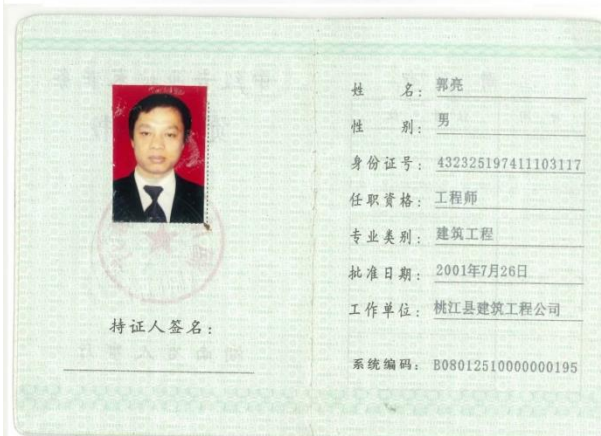 姓 名: 郭亮
性 别: 男
身份证号: 432325197411103117
任职资格: 工程师
专业类别: 建筑工程
批准日期: 2001年7月26日
工作单位: 桃江县建筑工程公司
系统编码: B08012510000000195
持证人签名: